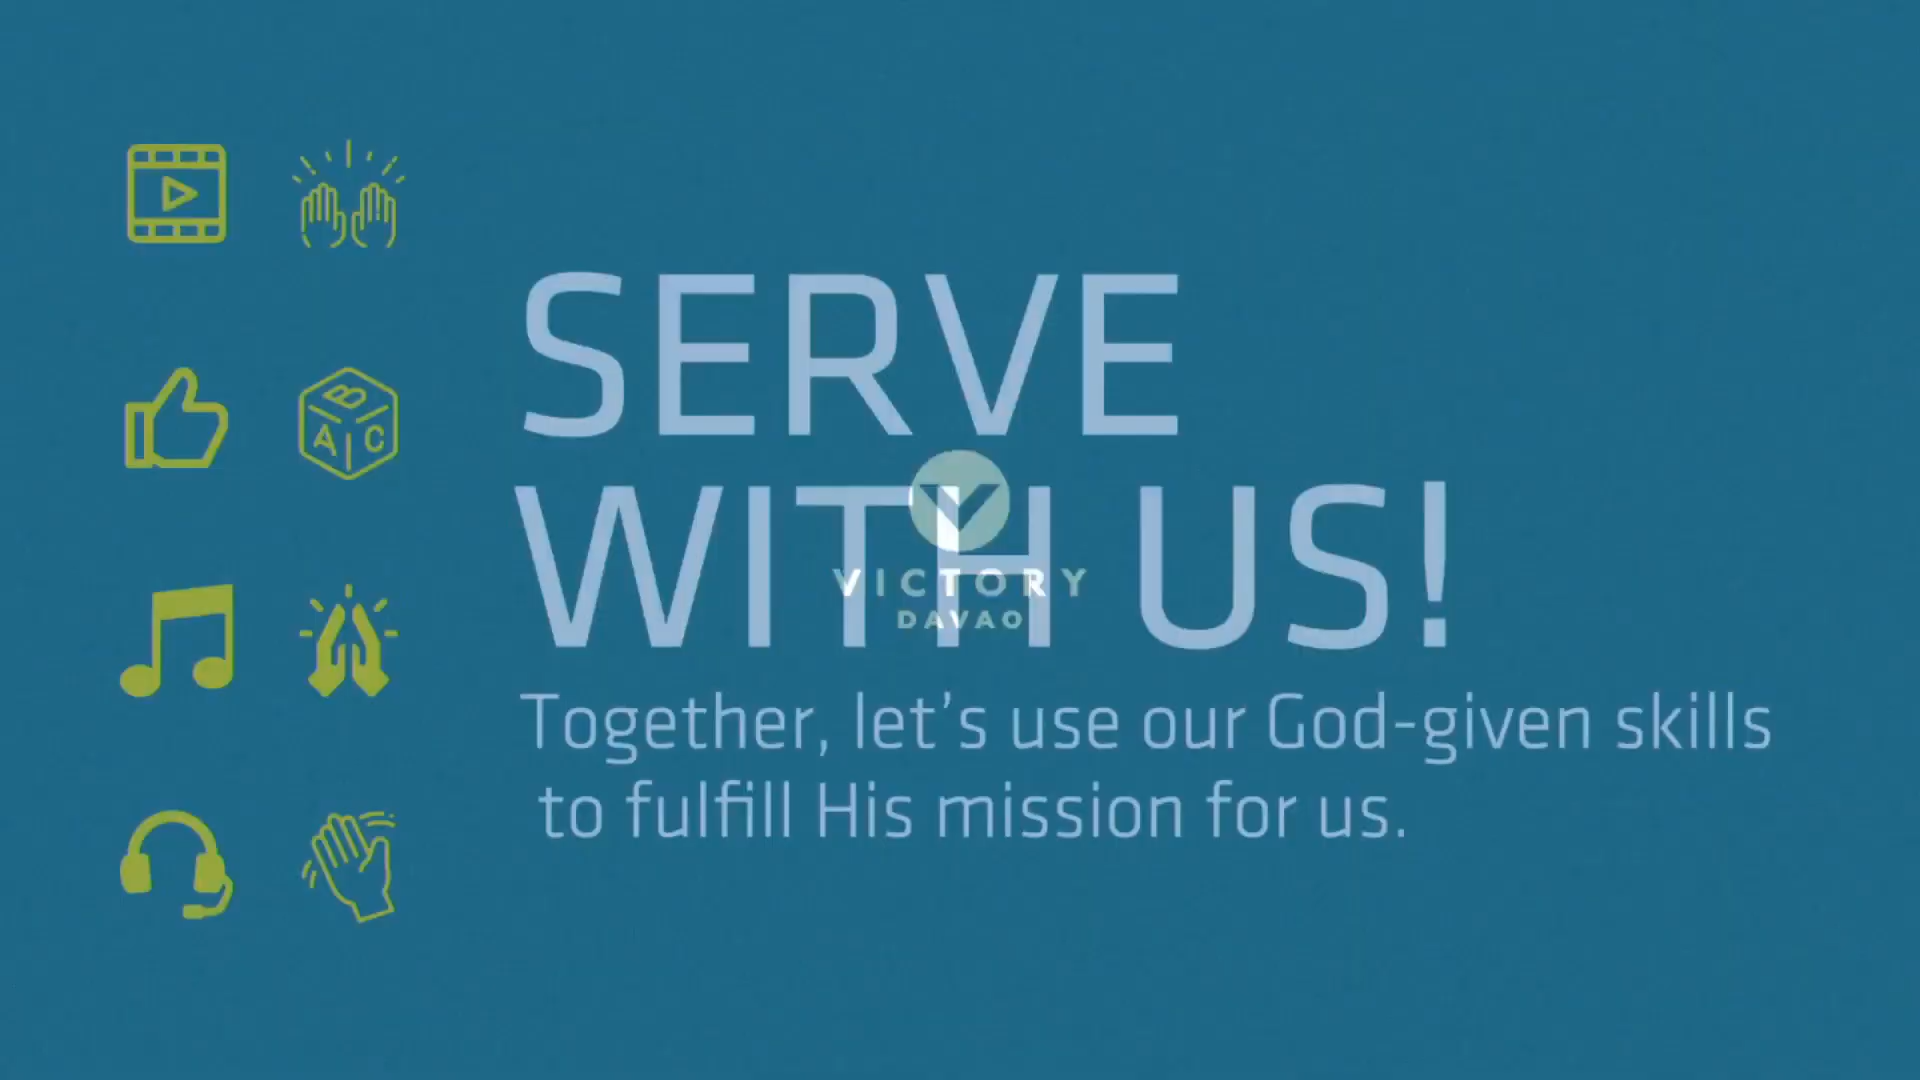 B
A C
SERVE
WITH US!
VICTORY
DAVAO
Together, let's use our God-given skills
to fulfill His mission for us.